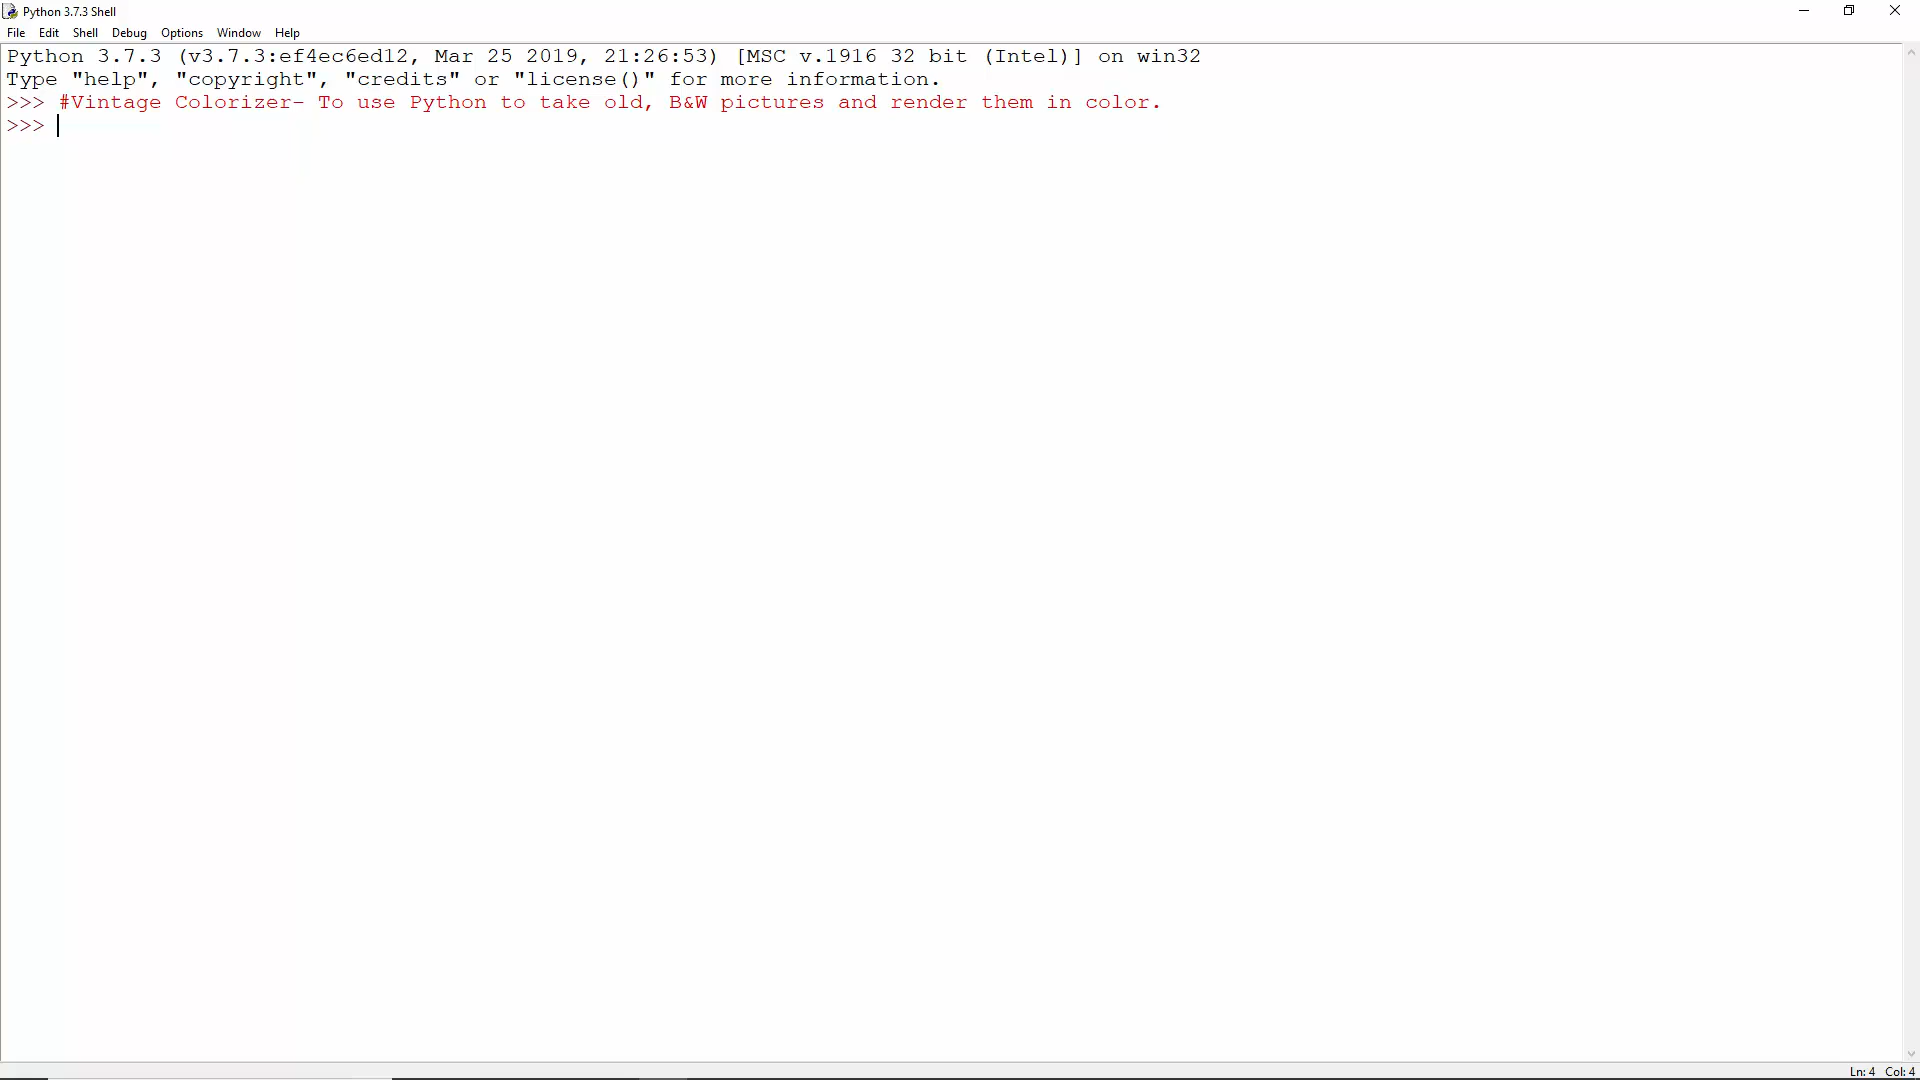 Python 3.7.3 Shell
File Edit Shell Debug Options Window Help
Python 3.7.3 (v3.7.3:ef4ec6ed12, Mar 25 2019, 21:26:53) [MSC v.1916 32 bit (Intel)] on win32
Type "help", "copyright", "credits" or "license()" for more information.
>>> #Vintage Colorizer- To use Python to take old, B&W pictures and render them in color.
>>>
Ln: 4 Col: 4